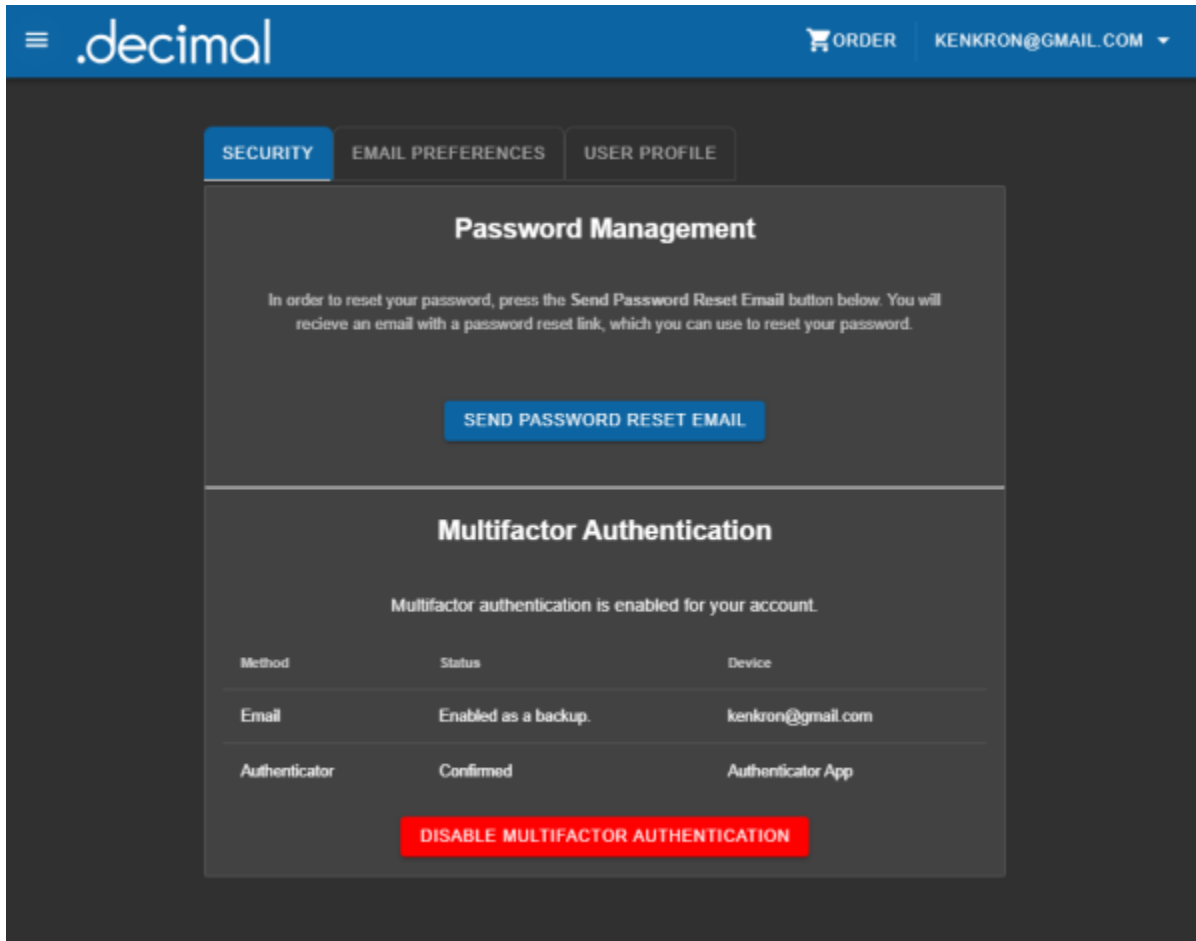 .decimal
ORDER
KENKRON@GMAIL.COM
SECURITY
EMAIL PREFERENCES
USER PROFILE
Password Management
In order to reset your password, press the Send Password Reset Email button below. You will
recieve an email with a password reset link, which you can use to reset your password.
SEND PASSWORD RESET EMAIL
Multifactor Authentication
Multifactor authentication is enabled for your account.
Method Status Device
Email Enabled as a backup. kenkron@gmail.com
Authenticator Confirmed Authenticator App
DISABLE MULTIFACTOR AUTHENTICATION